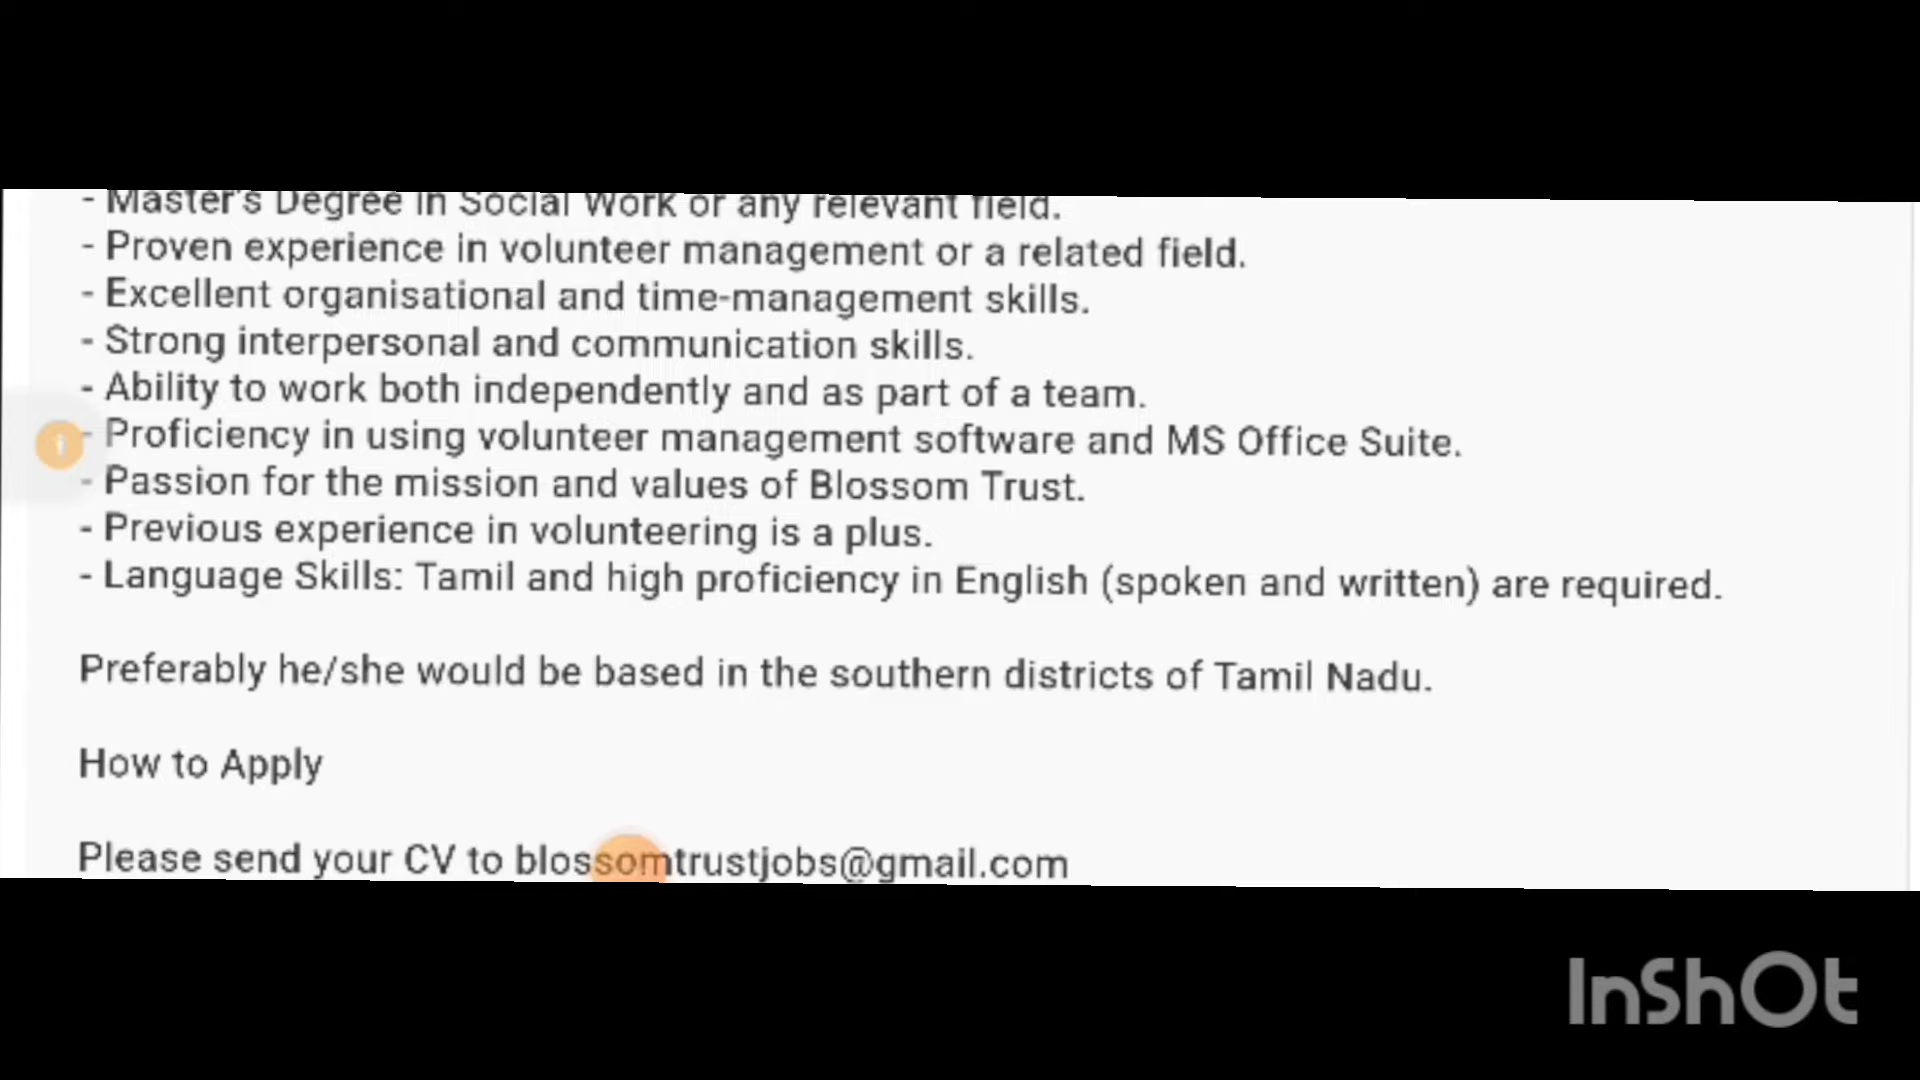 - Master's Degree in Social Work or any relevant field.
- Proven experience in volunteer management or a related field.
- Excellent organisational and time-management skills.
- Strong interpersonal and communication skills.
- Ability to work both independently and as part of a team.
- Proficiency in using volunteer management software and MS Office Suite.
- Passion for the mission and values of Blossom Trust.
- Previous experience in volunteering is a plus.
- Language Skills: Tamil and high proficiency in English (spoken and written) are required.
Preferably he/she would be based in the southern districts of Tamil Nadu.
How to Apply
Please send your CV to blossomtrustjobs@gmail.com
InShOt